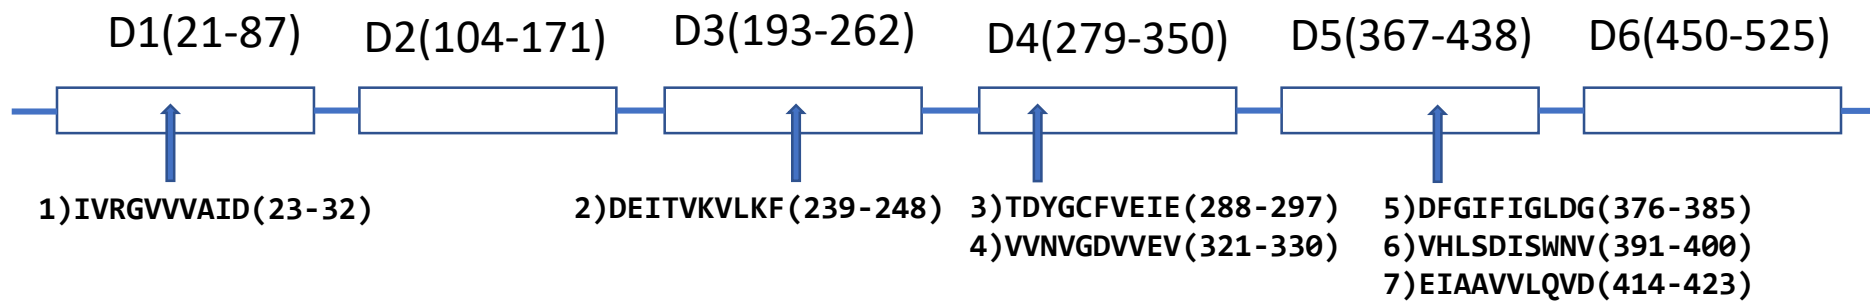 D1(21-87)
D2(104-171)
D3(193-262)
D4(279-350)
D5(367-438)
D6(450-525)
1)IVRGVVVAID(23-32)
2)DEITVKVLKF(239-248)
3)TDYGCFVEIE(288-297)
4)VVNVGDVVEV(321-330)
5)DFGIFIGLDG(376-385)
6)VHLSDISWNV(391-400)
7)EIAAVVLQVD(414-423)